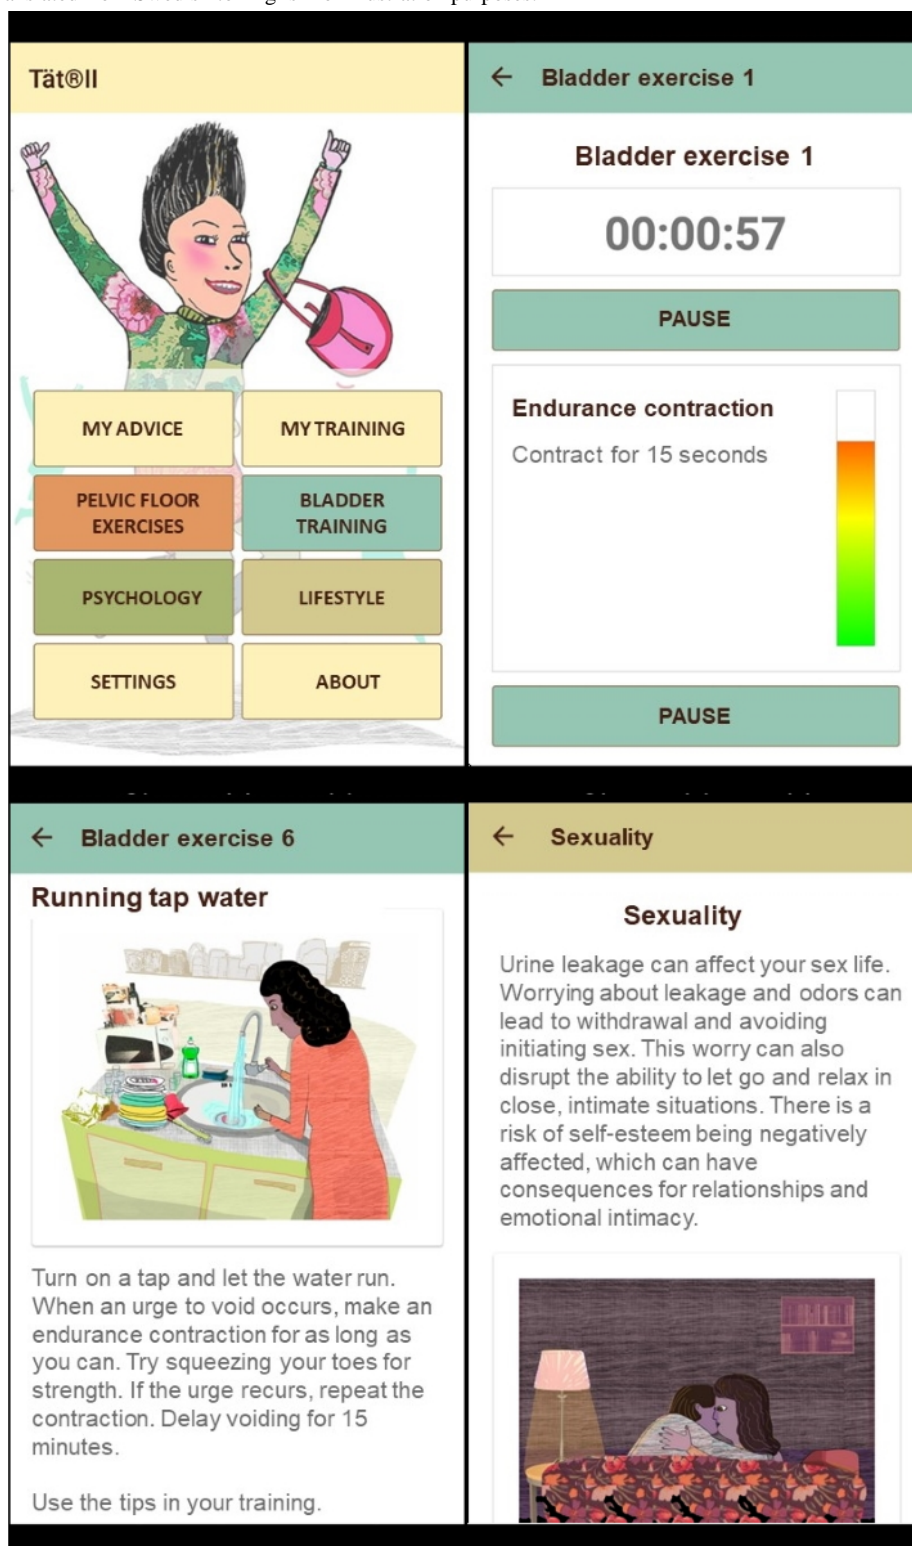 Tät®II
MY ADVICE
MY TRAINING
PELVIC FLOOR
EXERCISES
BLADDER
TRAINING
PSYCHOLOGY
LIFESTYLE
SETTINGS
ABOUT
← Bladder exercise 1
Bladder exercise 1
00:00:57
PAUSE
Endurance contraction
Contract for 15 seconds
PAUSE
← Bladder exercise 6
Running tap water
Turn on a tap and let the water run.
When an urge to void occurs, make an
endurance contraction for as long as
you can. Try squeezing your toes for
strength. If the urge recurs, repeat the
contraction. Delay voiding for 15
minutes.
Use the tips in your training.
← Sexuality
Sexuality
Urine leakage can affect your sex life.
Worrying about leakage and odors can
lead to withdrawal and avoiding
initiating sex. This worry can also
disrupt the ability to let go and relax in
close, intimate situations. There is a
risk of self-esteem being negatively
affected, which can have
consequences for relationships and
emotional intimacy.